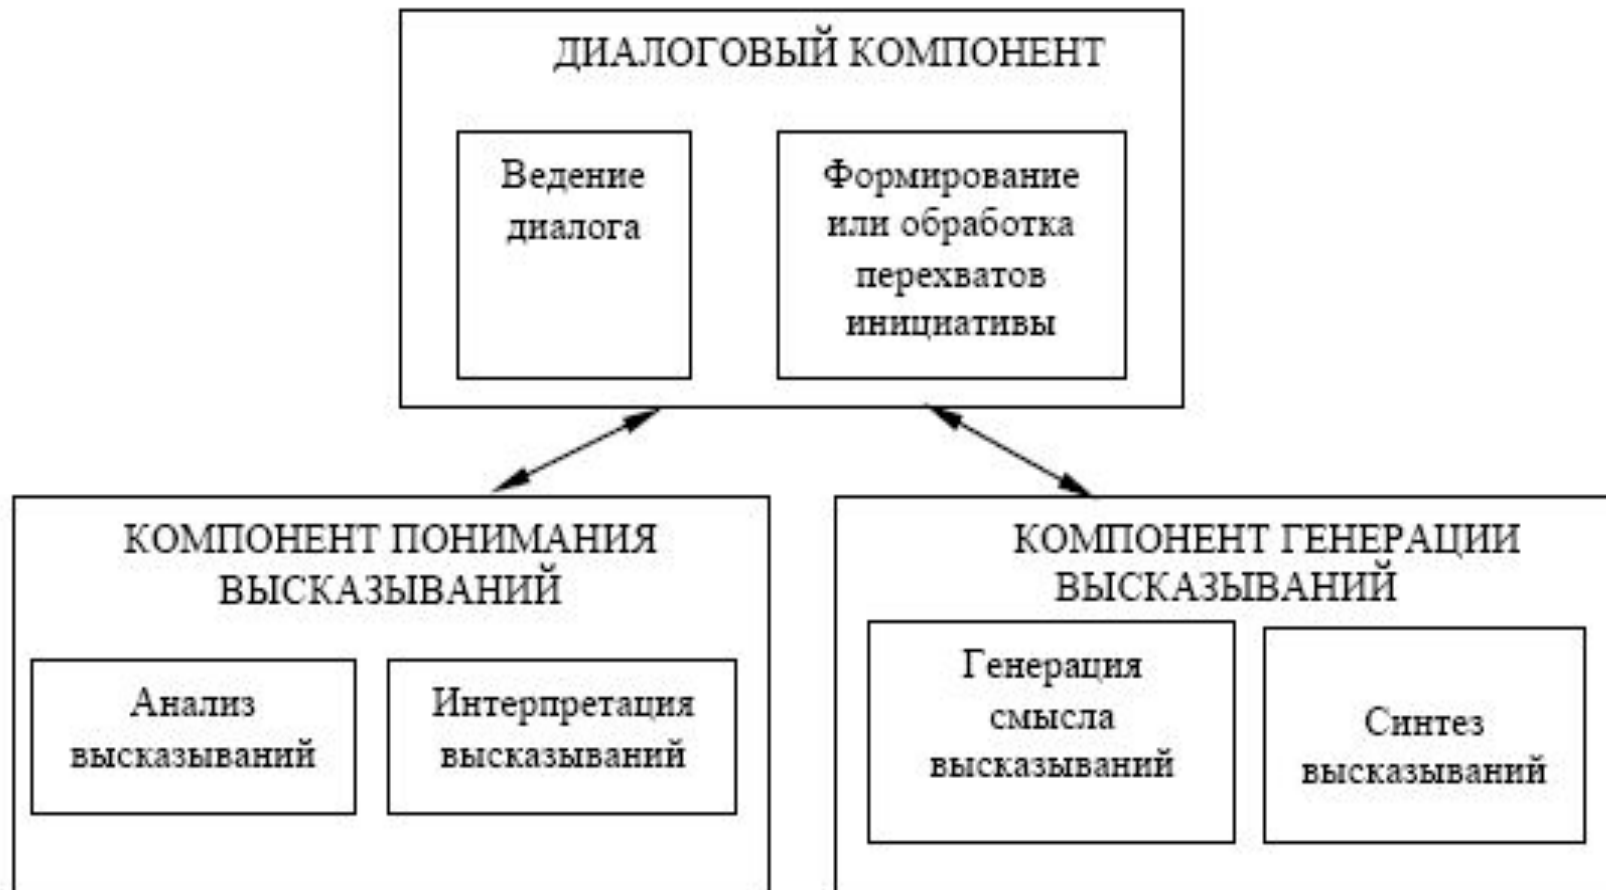 ДИАЛОГОВЫЙ КОМПОНЕНТ
Ведение
диалога
Формирование
или обработка
перехватов
инициативы
КОМПОНЕНТ ПОНИМАНИЯ
ВЫСКАЗЫВАНИЙ
Анализ
высказываний
Интерпретация
высказываний
КОМПОНЕНТ ГЕНЕРАЦИИ
ВЫСКАЗЫВАНИЙ
Генерация
смысла
высказываний
Синтез
высказываний